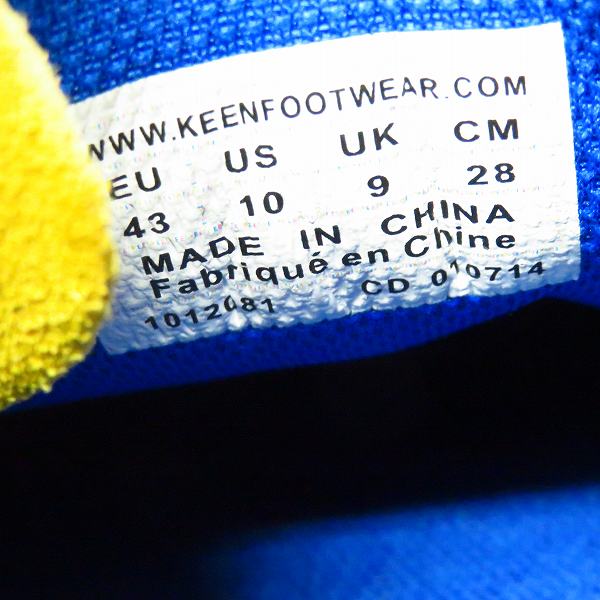 WWW.KEENFOOTWEAR.COM
EU US UK CM
43 10 9 28
MADE IN CHINA
Fabriqué en Chine
1012081 CD 010714